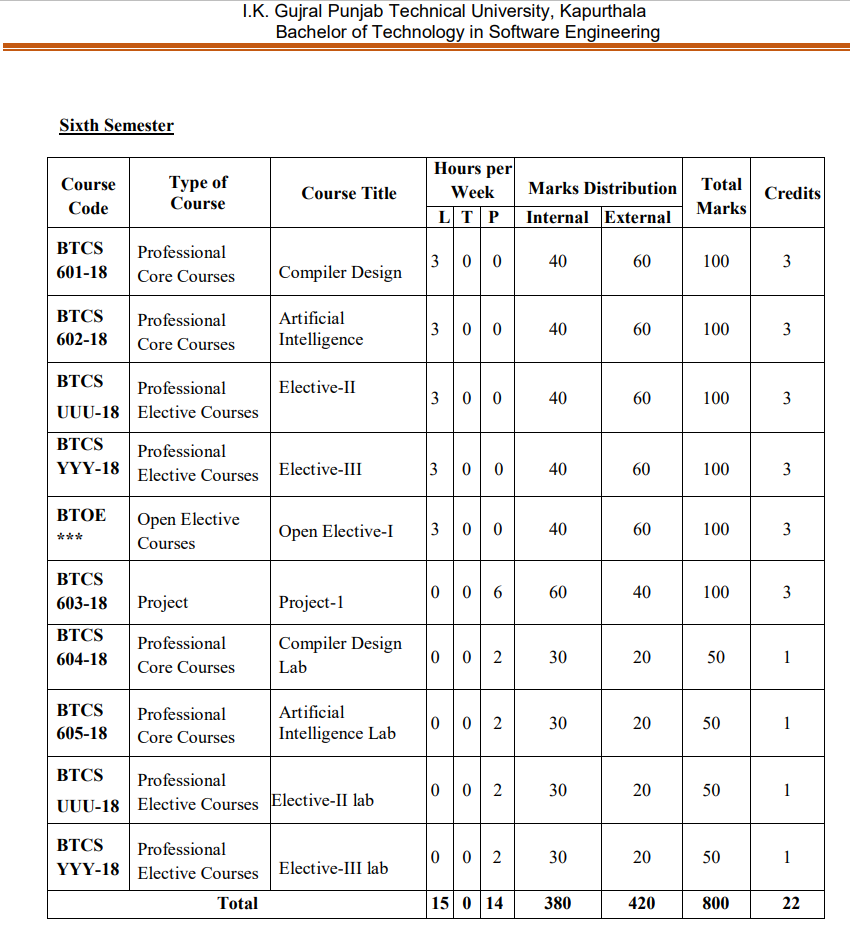 I.K. Gujral Punjab Technical University, Kapurthala
Bachelor of Technology in Software Engineering
Sixth Semester
Course Code Type of Course Course Title Hours per Week Marks Distribution Total Marks Credits
L T P Internal External
BTCS 601-18 Professional Core Courses Compiler Design 3 0 0 40 60 100 3
BTCS 602-18 Professional Core Courses Artificial Intelligence 3 0 0 40 60 100 3
BTCS UUU-18 Professional Elective Courses Elective-II 3 0 0 40 60 100 3
BTCS YYY-18 Professional Elective Courses Elective-III 3 0 0 40 60 100 3
BTOE *** Open Elective Courses Open Elective-I 3 0 0 40 60 100 3
BTCS 603-18 Project Project-1 0 0 6 60 40 100 3
BTCS 604-18 Professional Core Courses Compiler Design Lab 0 0 2 30 20 50 1
BTCS 605-18 Professional Core Courses Artificial Intelligence Lab 0 0 2 30 20 50 1
BTCS UUU-18 Professional Elective Courses Elective-II lab 0 0 2 30 20 50 1
BTCS YYY-18 Professional Elective Courses Elective-III lab 0 0 2 30 20 50 1
Total 15 0 14 380 420 800 22